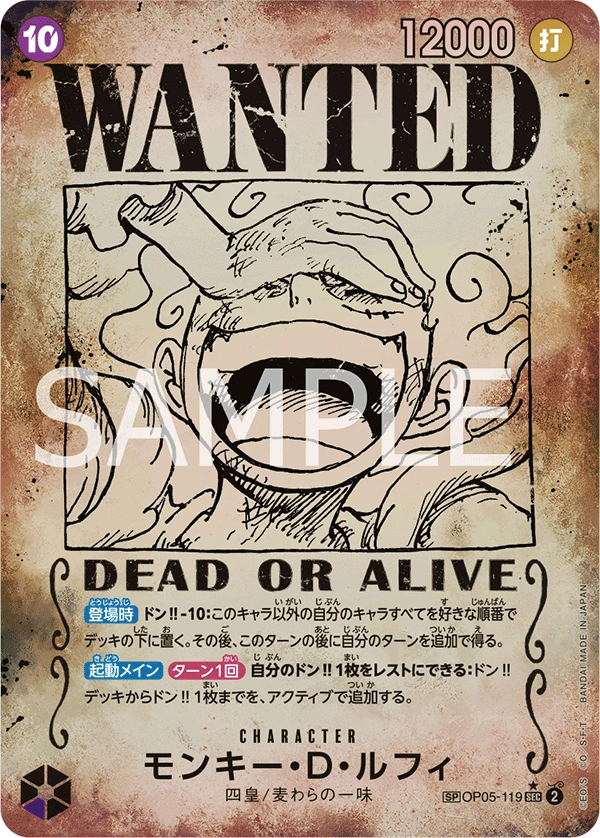 10
12000 打
WANTED
SAMPLE
DEAD OR ALIVE
登場時 ドン!!-10:このキャラ以外の自分のキャラすべてを好きな順番で
デッキの下に置く。その後、このターンの後に自分のターンを追加で得る。
起動メイン ターン1回 自分のドン!!1枚をレストにできる:ドン!!
デッキからドン!!1枚までを、アクティブで追加する。
CHARACTER
モンキー・D・ルフィ
四皇/麦わらの一味
SP OP05-119 SEC 2
©E.O/S. ©O S・F・T・ BANDAI MADE IN JAPAN